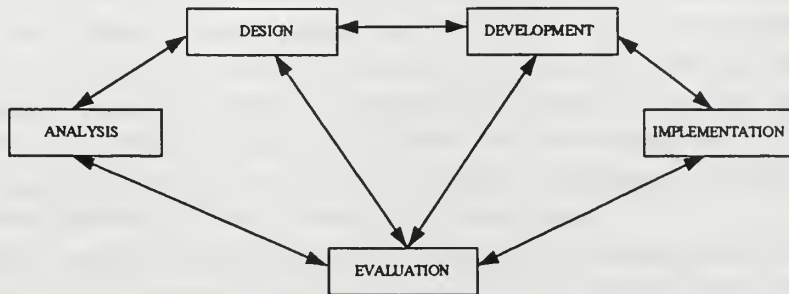 DESIGN
DEVELOPMENT
ANALYSIS
IMPLEMENTATION
EVALUATION